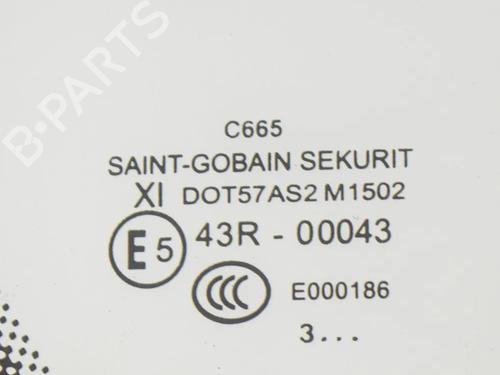 B-PARTS
C665
SAINT-GOBAIN SEKURIT
XI DOT57AS2 M1502
E5 43R - 00043
CCC E000186
3...